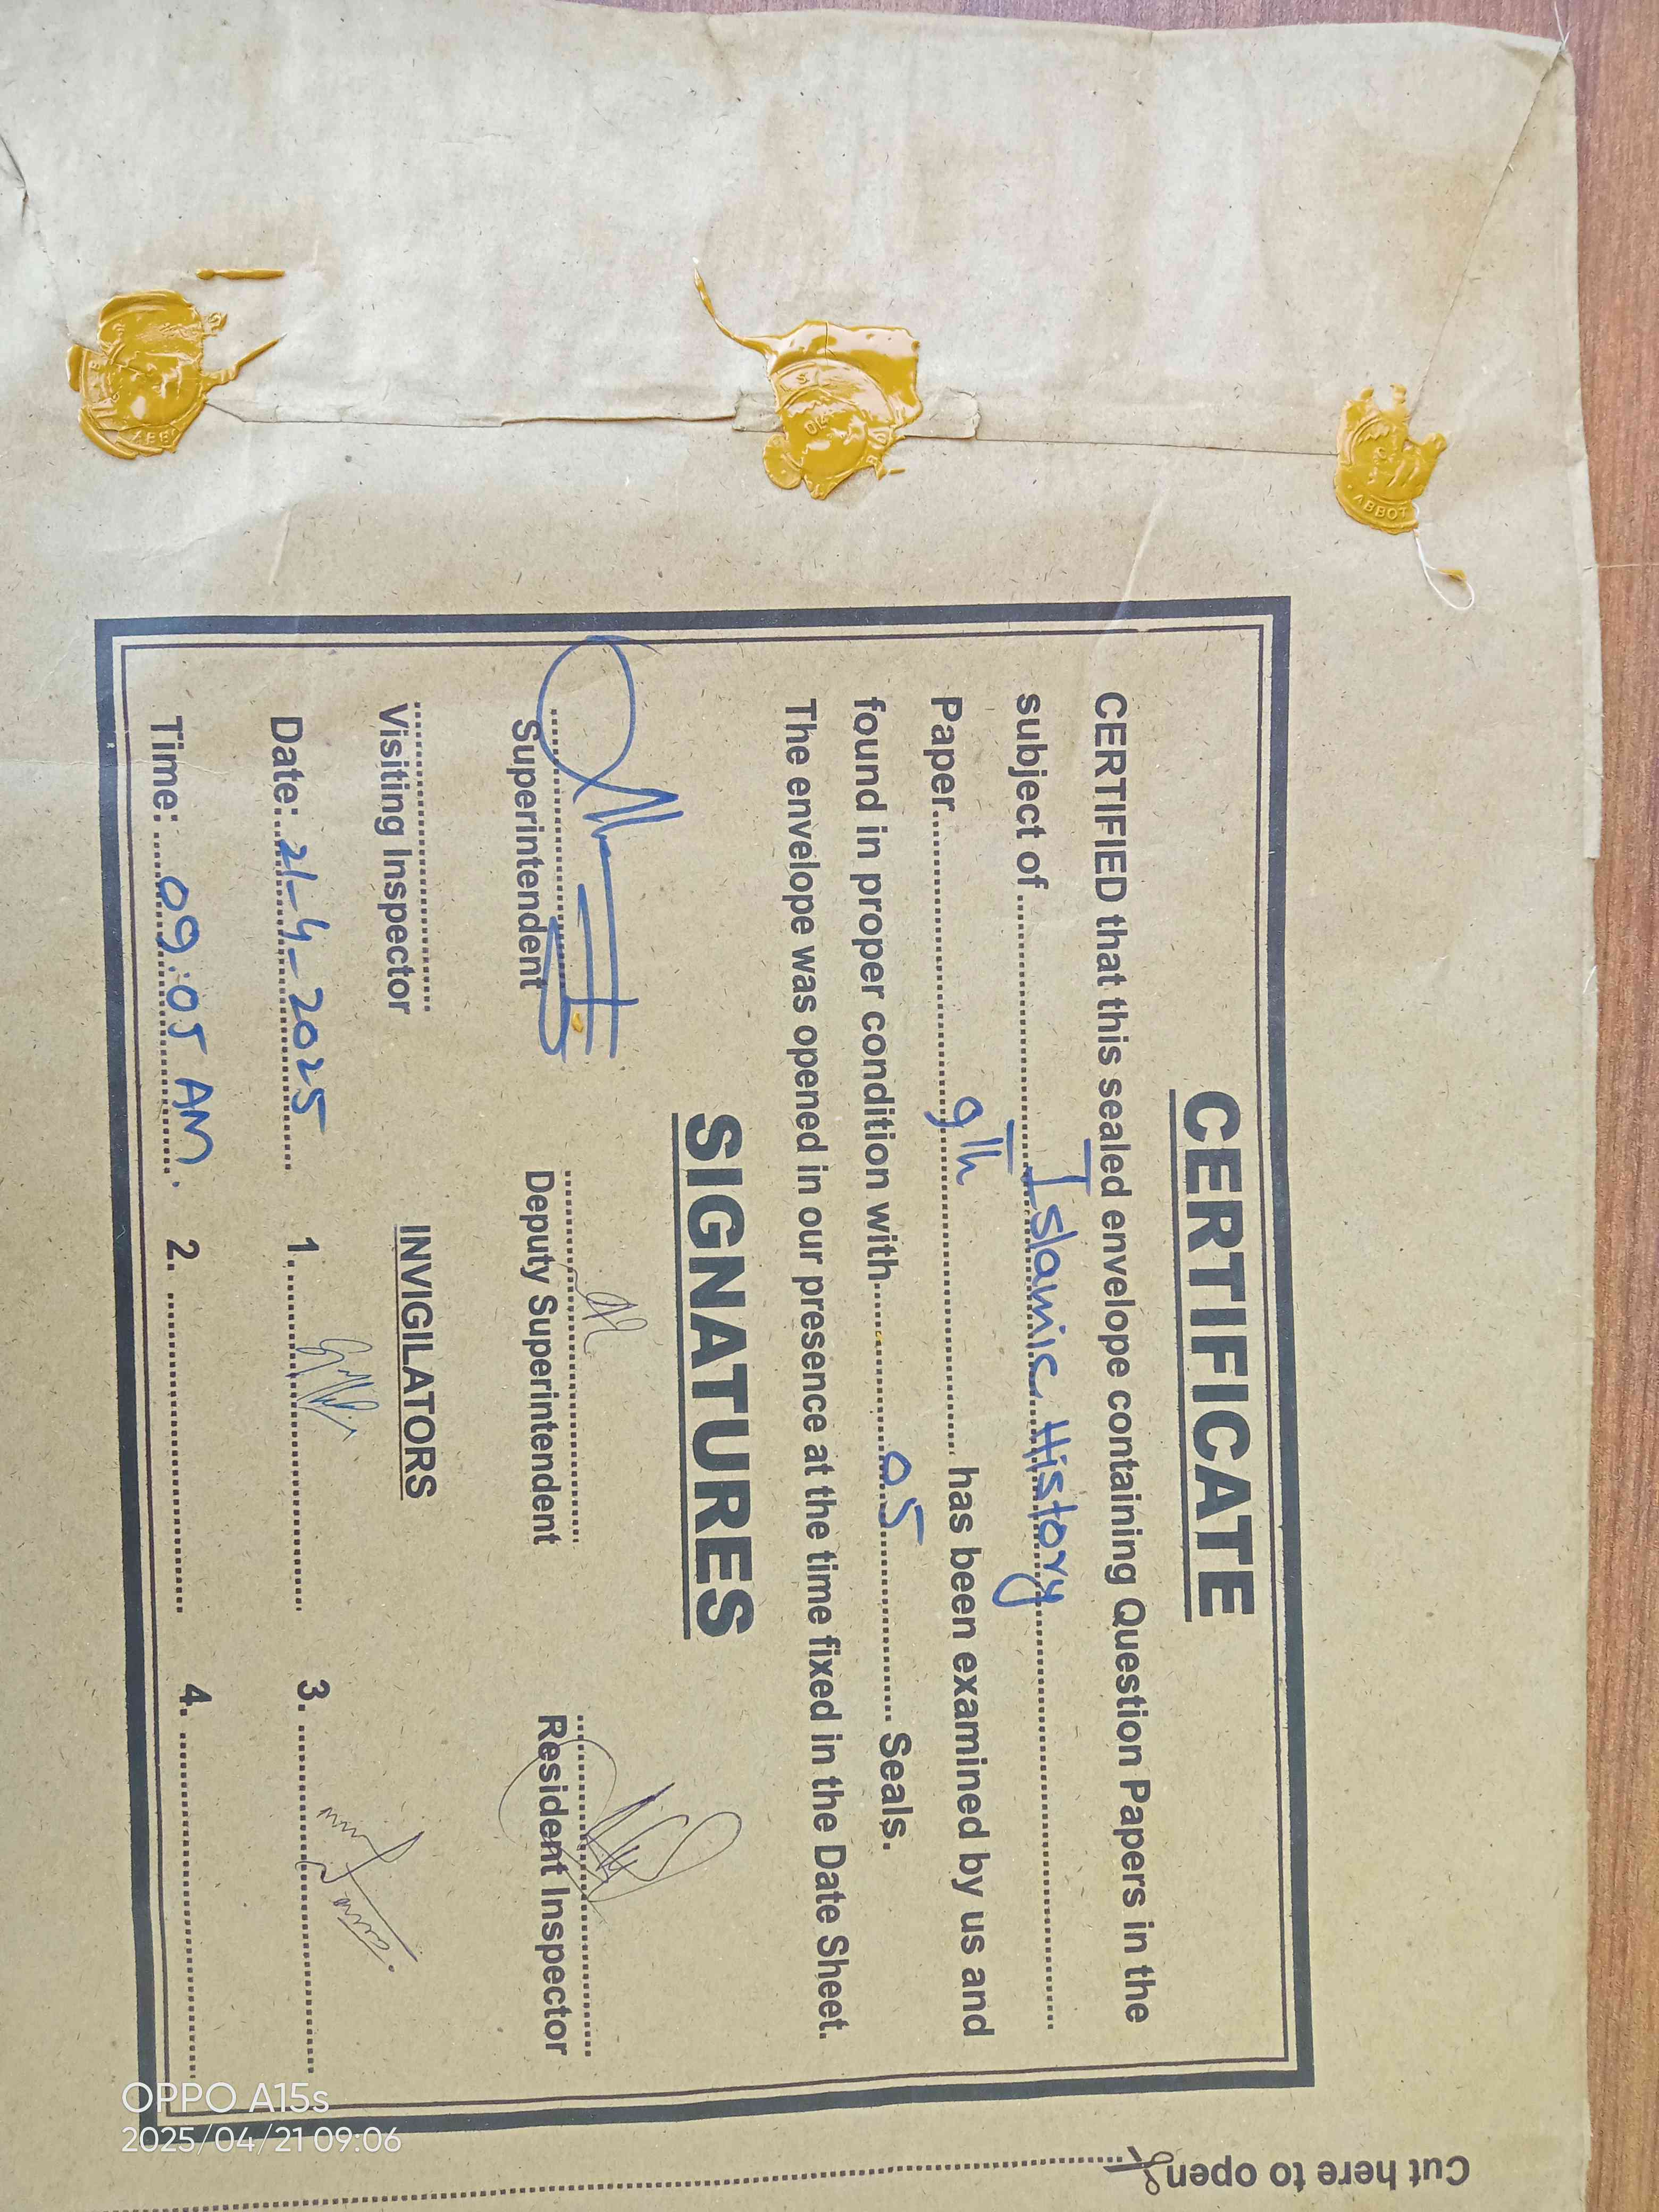 CERTIFICATE
CERTIFIED that this sealed envelope containing Question Papers in the
subject of Islamic History
Paper 9th has been examined by us and
found in proper condition with 05 Seals.
The envelope was opened in our presence at the time fixed in the Date Sheet.
SIGNATURES
Superintendent Deputy Superintendent Resident Inspector
Visiting Inspector INVIGILATORS
Date: 21-4-2025 1. 3.
Time: 09:05 AM. 2. 4.
Cut here to open
ABBOT
ABB
OPPO A15s
2025/04/21 09:06